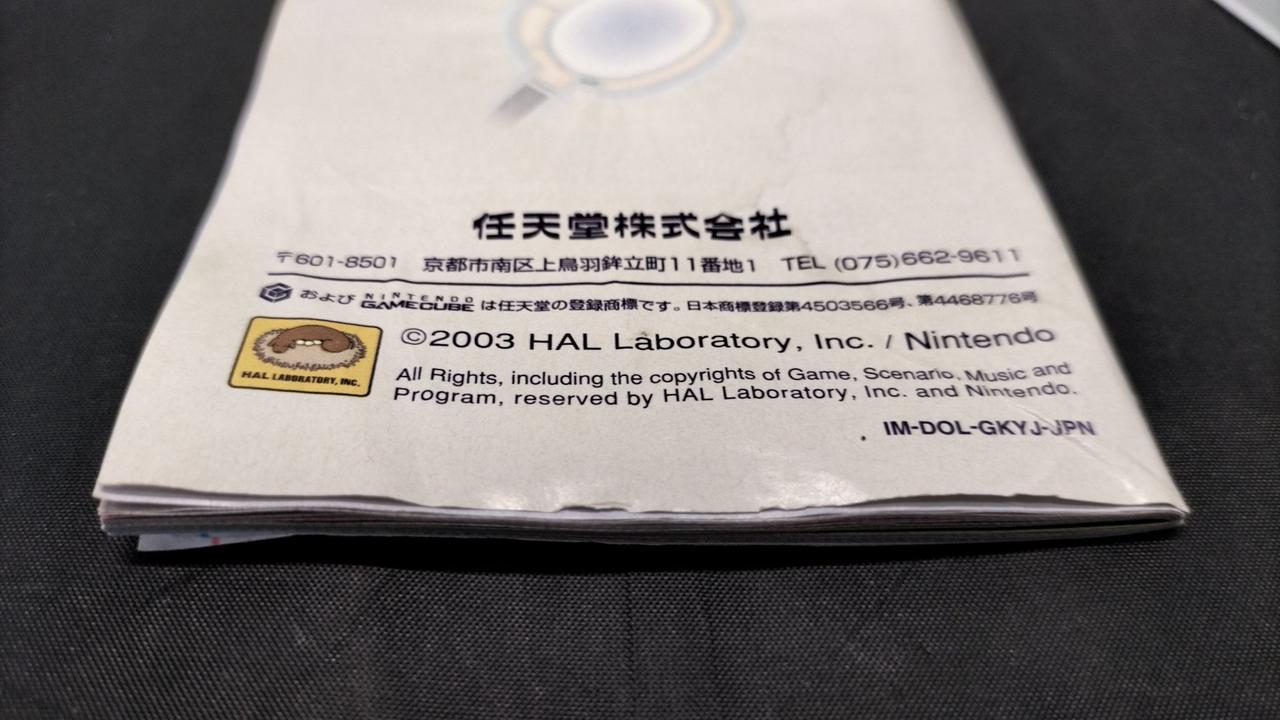 任天堂株式会社
〒601-8501 京都市南区上鳥羽鉾立町11番地1 TEL (075)662-9611
および NINTENDO GAMECUBE は任天堂の登録商標です。日本商標登録第4503566号、第4468776号
©2003 HAL Laboratory, Inc. / Nintendo
HAL LABORATORY, INC.
All Rights, including the copyrights of Game, Scenario, Music and
Program, reserved by HAL Laboratory, Inc. and Nintendo.
IM-DOL-GKYJ-JPN